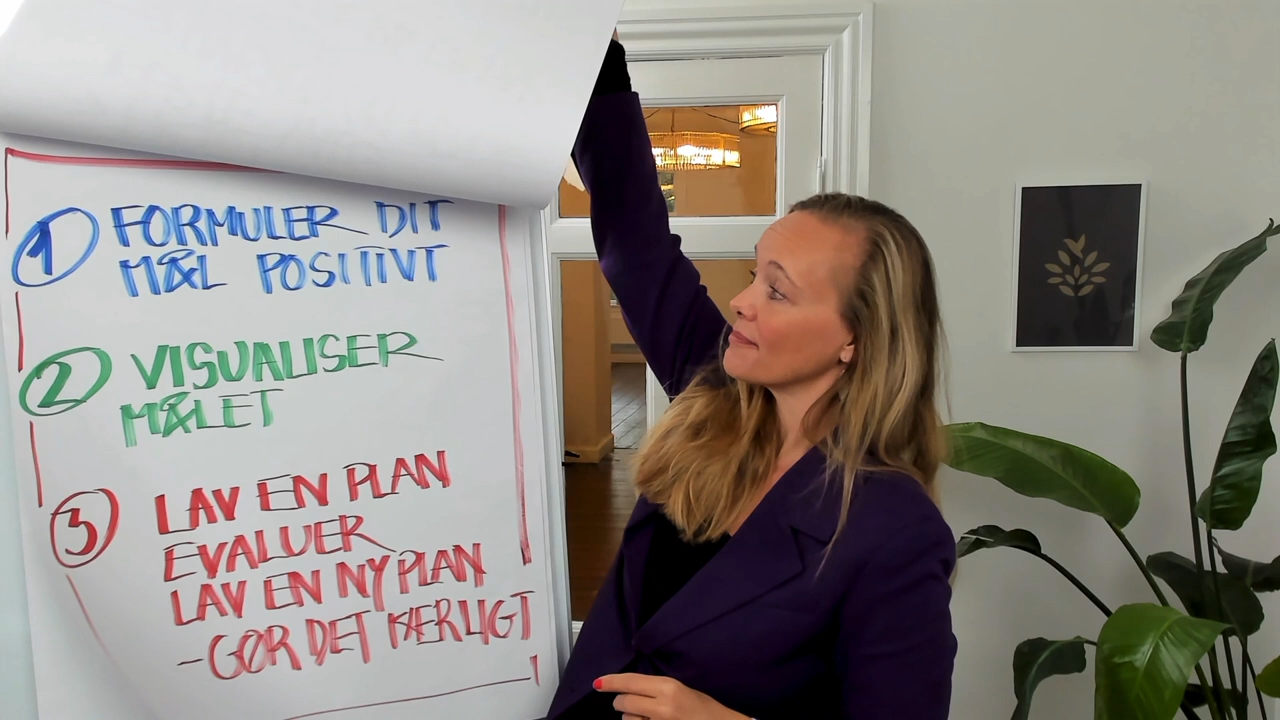 1 FORMULER DIT
MÅL POSITIVT
2 VISUALISER
MÅLET
3 LAV EN PLAN
EVALUER
LAV EN NY PLAN
- GØR DET KÆRLIGT